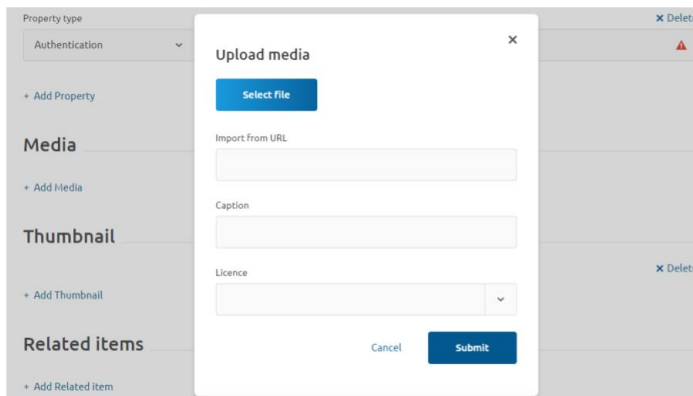 Property type
✕ Delet
Authentication
+ Add Property
Media
+ Add Media
Thumbnail
✕ Delet
+ Add Thumbnail
Related items
+ Add Related item
Upload media
Select file
Import from URL
Caption
Licence
Cancel
Submit